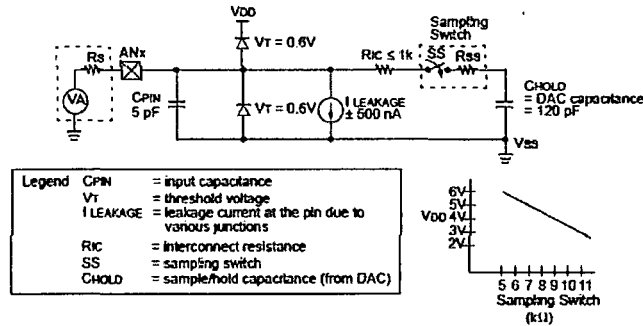 VDD
Sampling
Switch
RS
ANx
VT = 0.6V
RIC ≤ 1k
SS
RSS
VA
CPIN
5 pF
VT = 0.6V
I LEAKAGE
± 500 nA
CHOLD
= DAC capacitance
= 120 pF
VSS
Legend CPIN = input capacitance
VT = threshold voltage
I LEAKAGE = leakage current at the pin due to
various junctions
RIC = interconnect resistance
SS = sampling switch
CHOLD = sample/hold capacitance (from DAC)
6V
5V
VDD 4V
3V
2V
5 6 7 8 9 10 11
Sampling Switch
(kΩ)